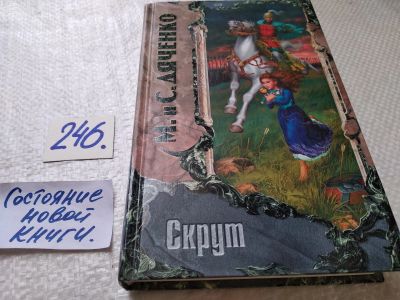 246.
Состояние
новой
книги.
М. и С. ДЯЧЕНКО
Скрут